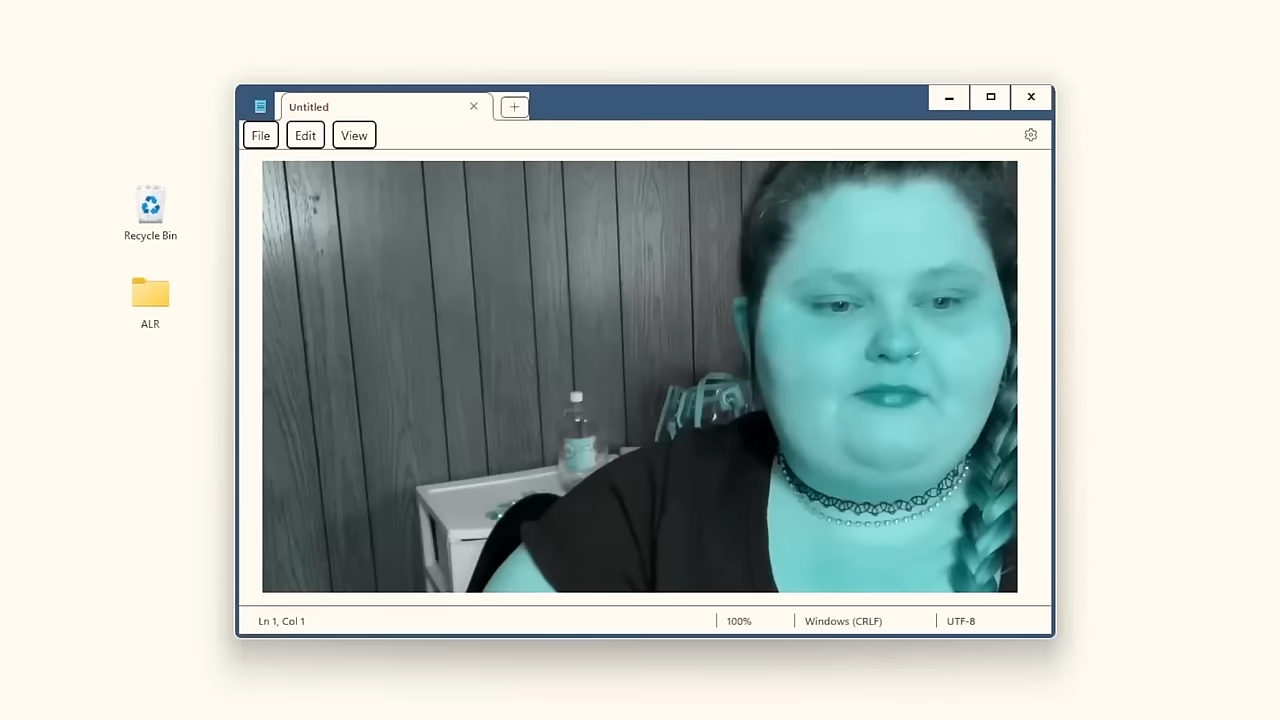 Untitled
File Edit View
Recycle Bin
ALR
Ln 1, Col 1 100% Windows (CRLF) UTF-8